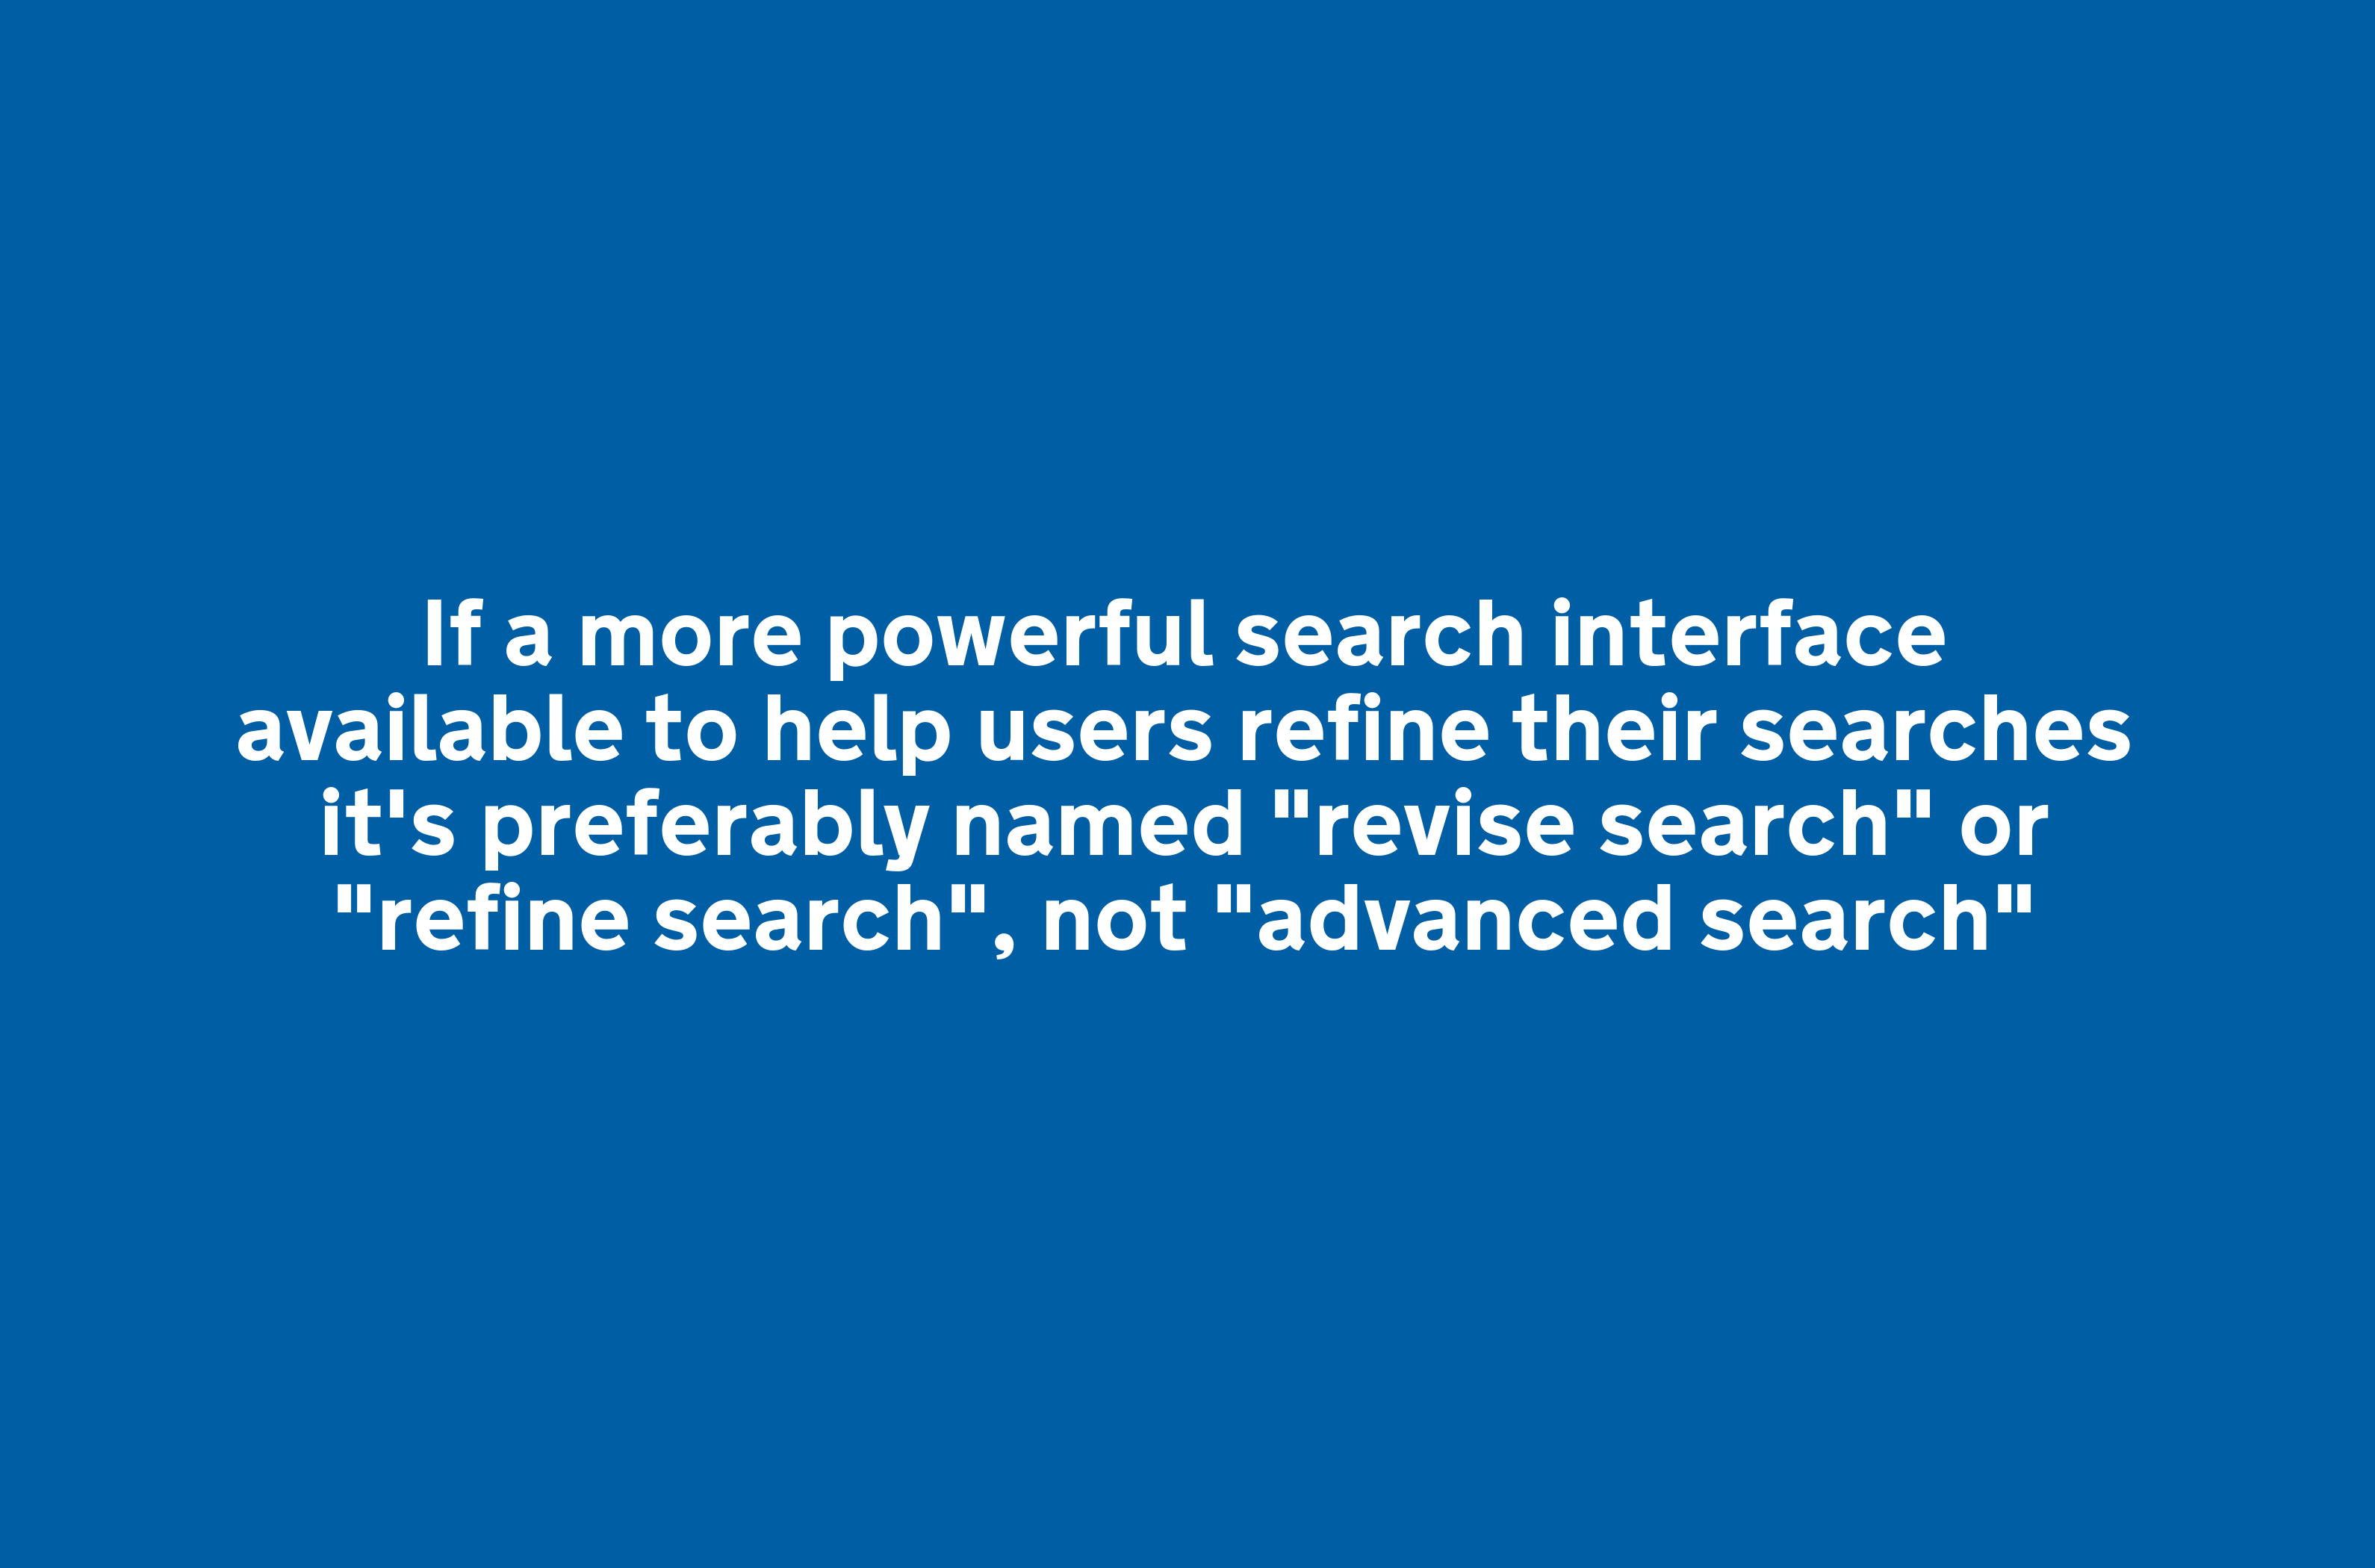 If a more powerful search interface
available to help users refine their searches
it's preferably named "revise search" or
"refine search", not "advanced search"